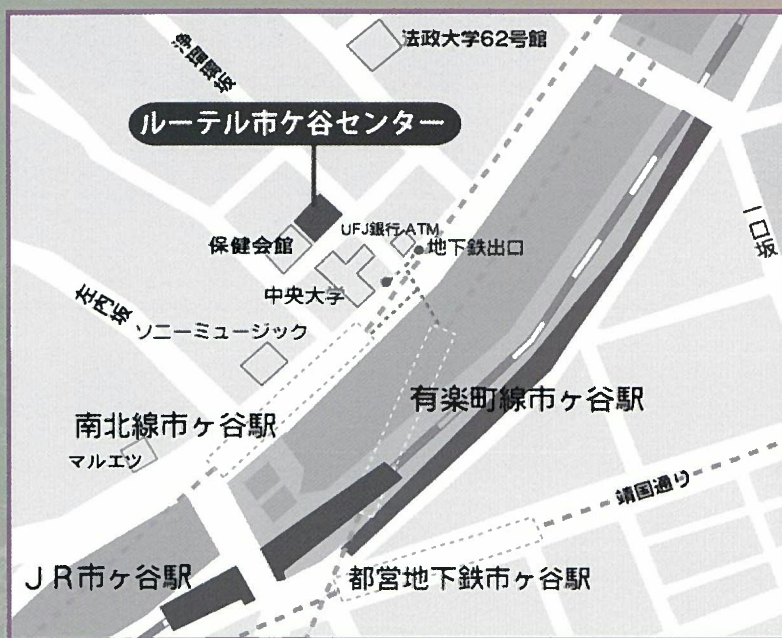 法政大学62号館
浄瑠璃坂
ルーテル市ケ谷センター
UFJ銀行ATM
保健会館
地下鉄出口
一口坂
中央大学
左内坂
ソニーミュージック
有楽町線市ヶ谷駅
南北線市ヶ谷駅
マルエツ
靖国通り
JR市ヶ谷駅
都営地下鉄市ヶ谷駅